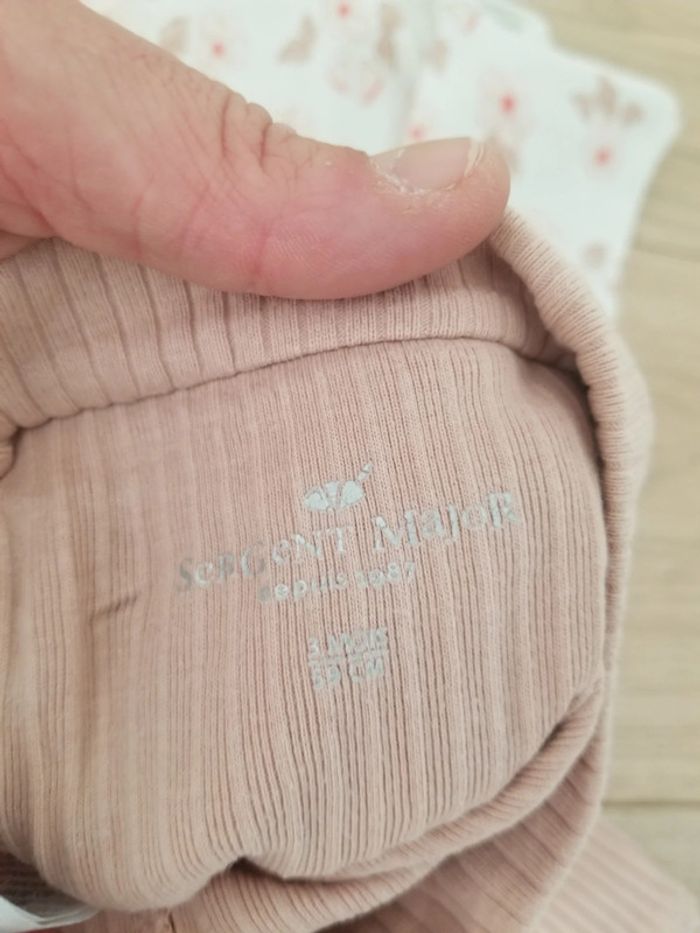 SeRGeNT MaJoR
depuis 1987
3 MOIS
59 CM